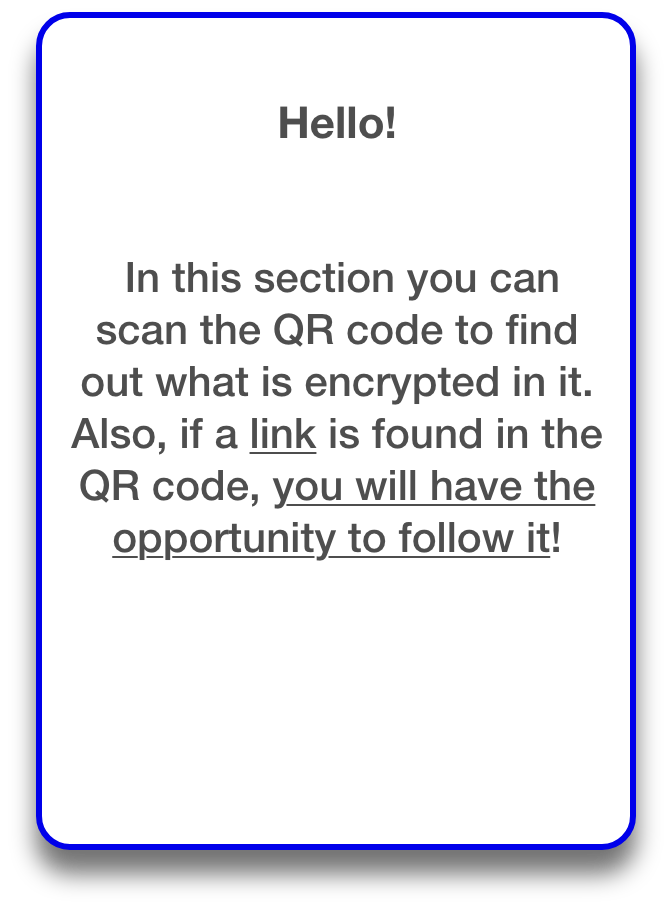 Hello!
In this section you can
scan the QR code to find
out what is encrypted in it.
Also, if a link is found in the
QR code, you will have the
opportunity to follow it!